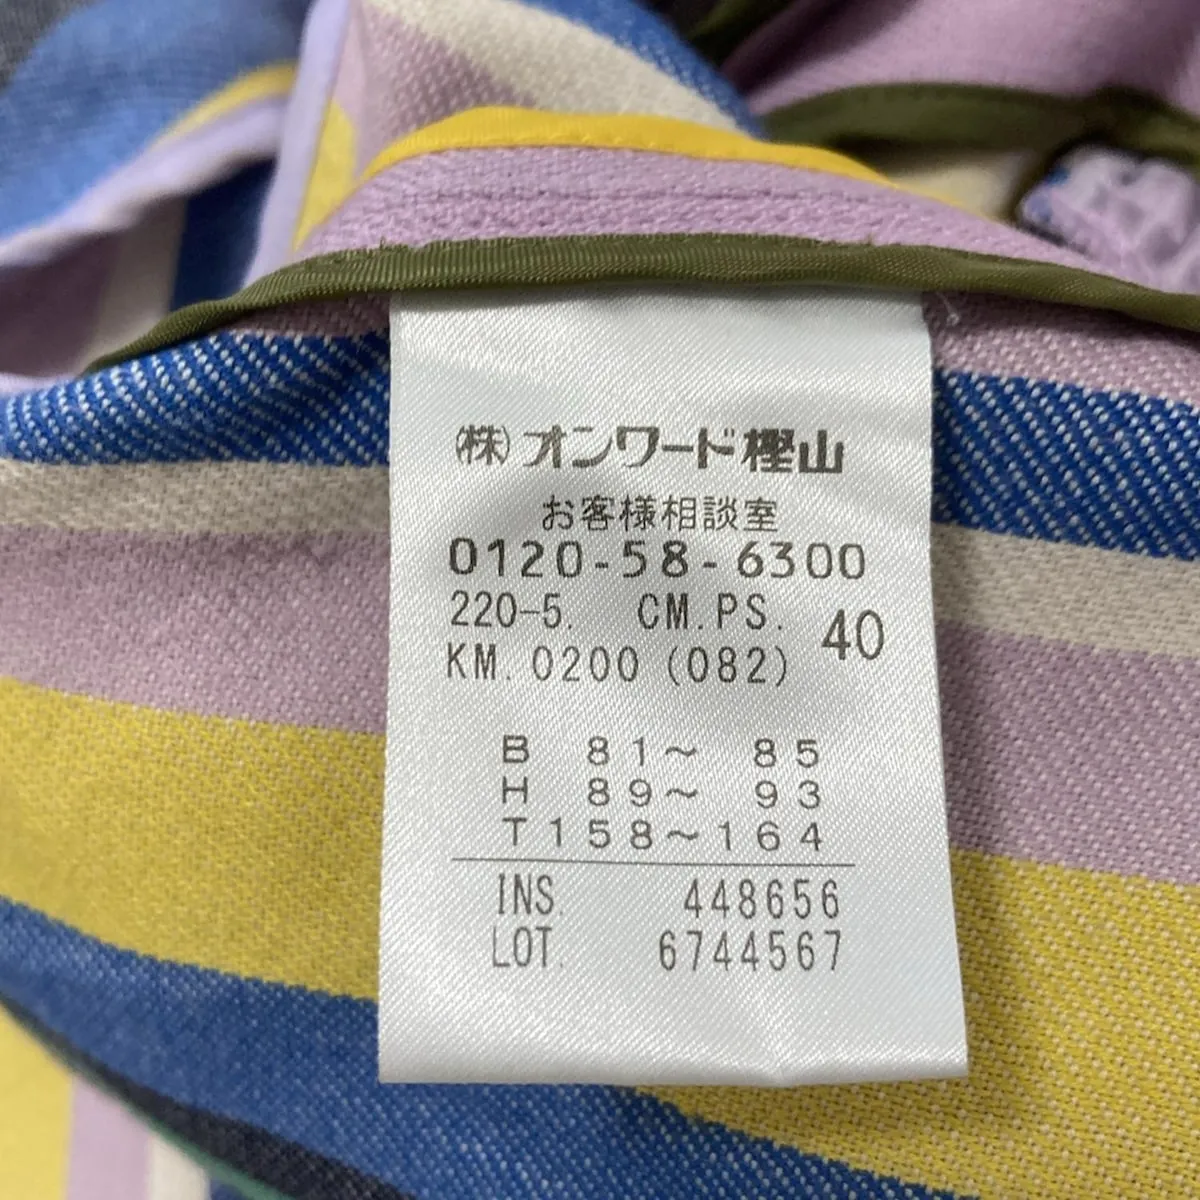 (株)オンワード樫山
お客様相談室
0120-58-6300
220-5. CM.PS. 40
KM. 0200 (082)
B 81~ 85
H 89~ 93
T158~164
INS. 448656
LOT. 6744567